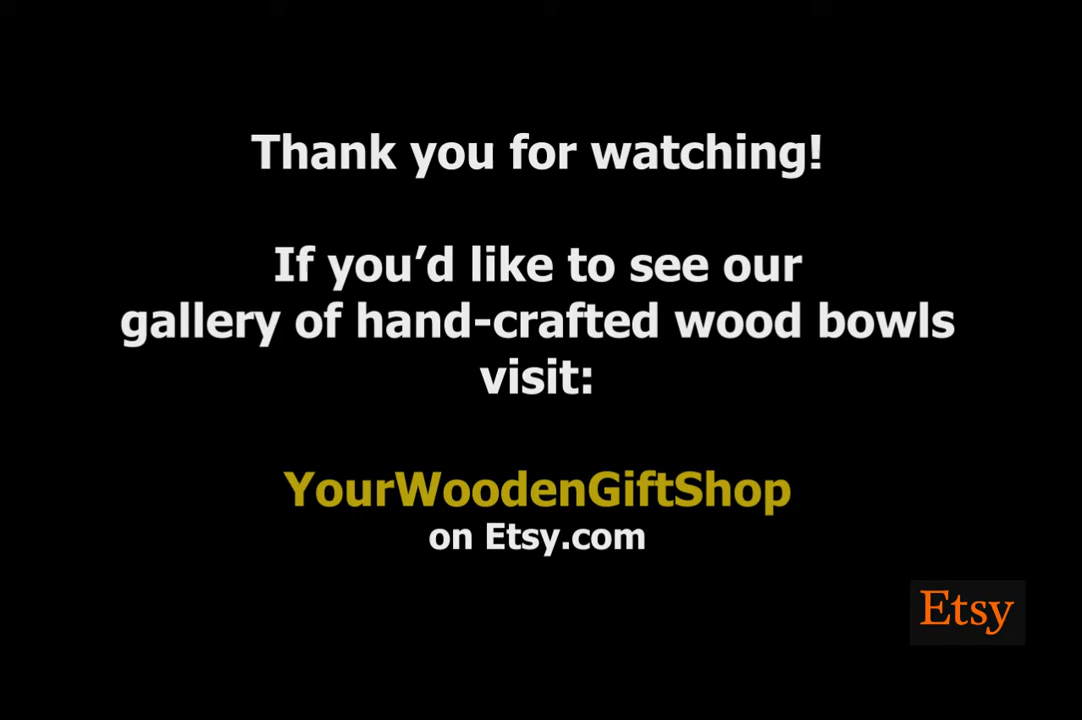 Thank you for watching!
If you’d like to see our
gallery of hand-crafted wood bowls
visit:
YourWoodenGiftShop
on Etsy.com
Etsy